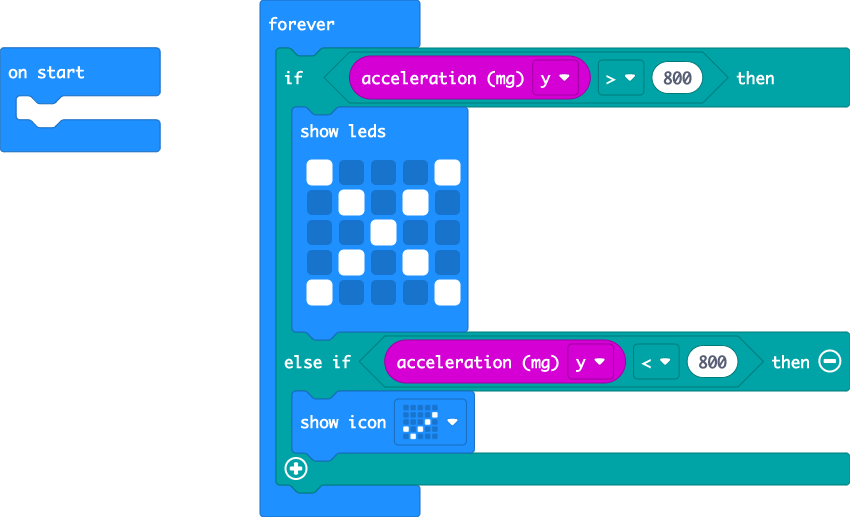 forever
on start
if acceleration (mg) y > 800 then
show leds
else if acceleration (mg) y < 800 then
show icon